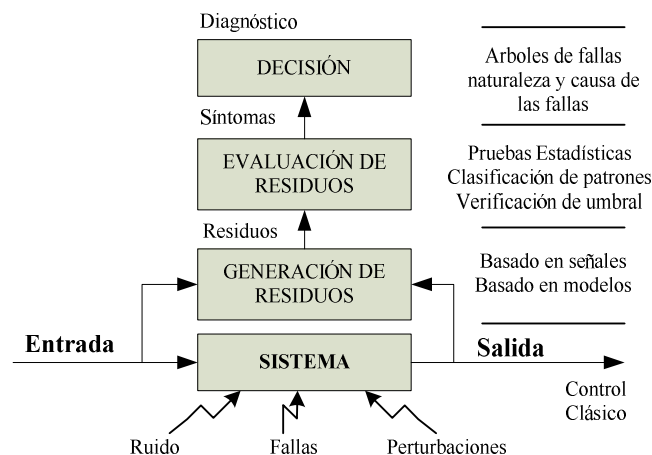 Diagnóstico
DECISIÓN
Arboles de fallas
naturaleza y causa de
las fallas
Síntomas
EVALUACIÓN DE
RESIDUOS
Pruebas Estadísticas
Clasificación de patrones
Verificación de umbral
Residuos
GENERACIÓN DE
RESIDUOS
Basado en señales
Basado en modelos
Entrada
SISTEMA
Salida
Control
Clásico
Ruido
Fallas
Perturbaciones